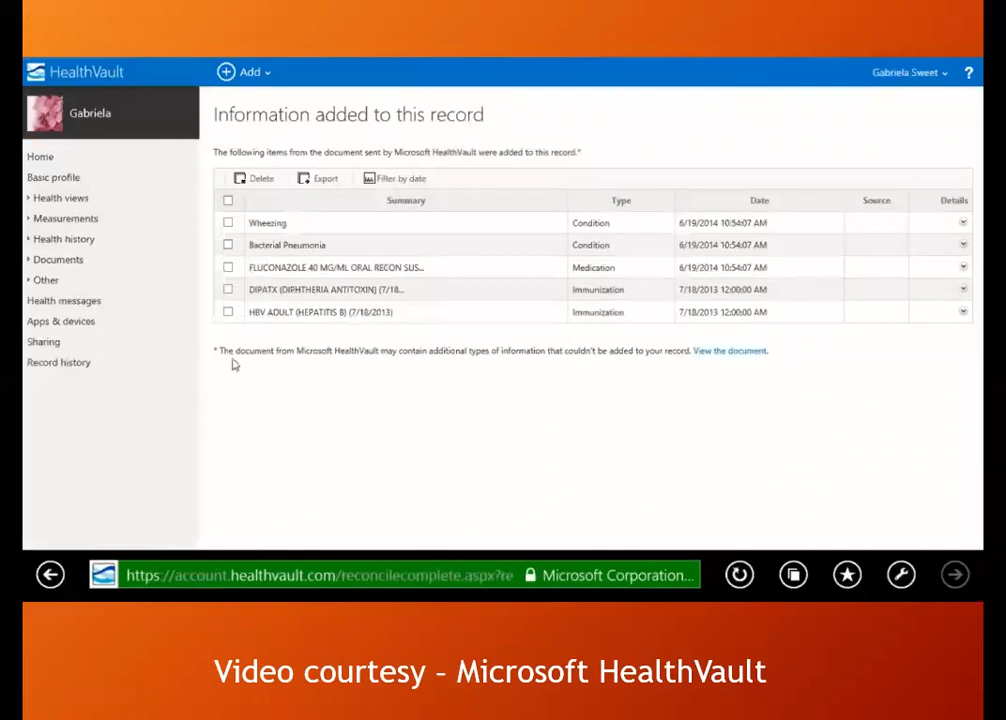 HealthVault
Add
Gabriela Sweet
?
Gabriela
Information added to this record
The following items from the document sent by Microsoft HealthVault were added to this record.*
Delete Export Filter by date
Summary Type Date Source Details
Wheezing Condition 6/19/2014 10:54:07 AM
Bacterial Pneumonia Condition 6/19/2014 10:54:07 AM
FLUCONAZOLE 40 MG/ML ORAL RECON SUS... Medication 6/19/2014 10:54:07 AM
DIPATX (DIPHTHERIA ANTITOXIN) (7/18... Immunization 7/18/2013 12:00:00 AM
HBV ADULT (HEPATITIS B) (7/18/2013) Immunization 7/18/2013 12:00:00 AM
* The document from Microsoft HealthVault may contain additional types of information that couldn't be added to your record. View the document.
Home
Basic profile
Health views
Measurements
Health history
Documents
Other
Health messages
Apps & devices
Sharing
Record history
https://account.healthvault.com/reconcilecomplete.aspx?re Microsoft Corporation...
Video courtesy – Microsoft HealthVault